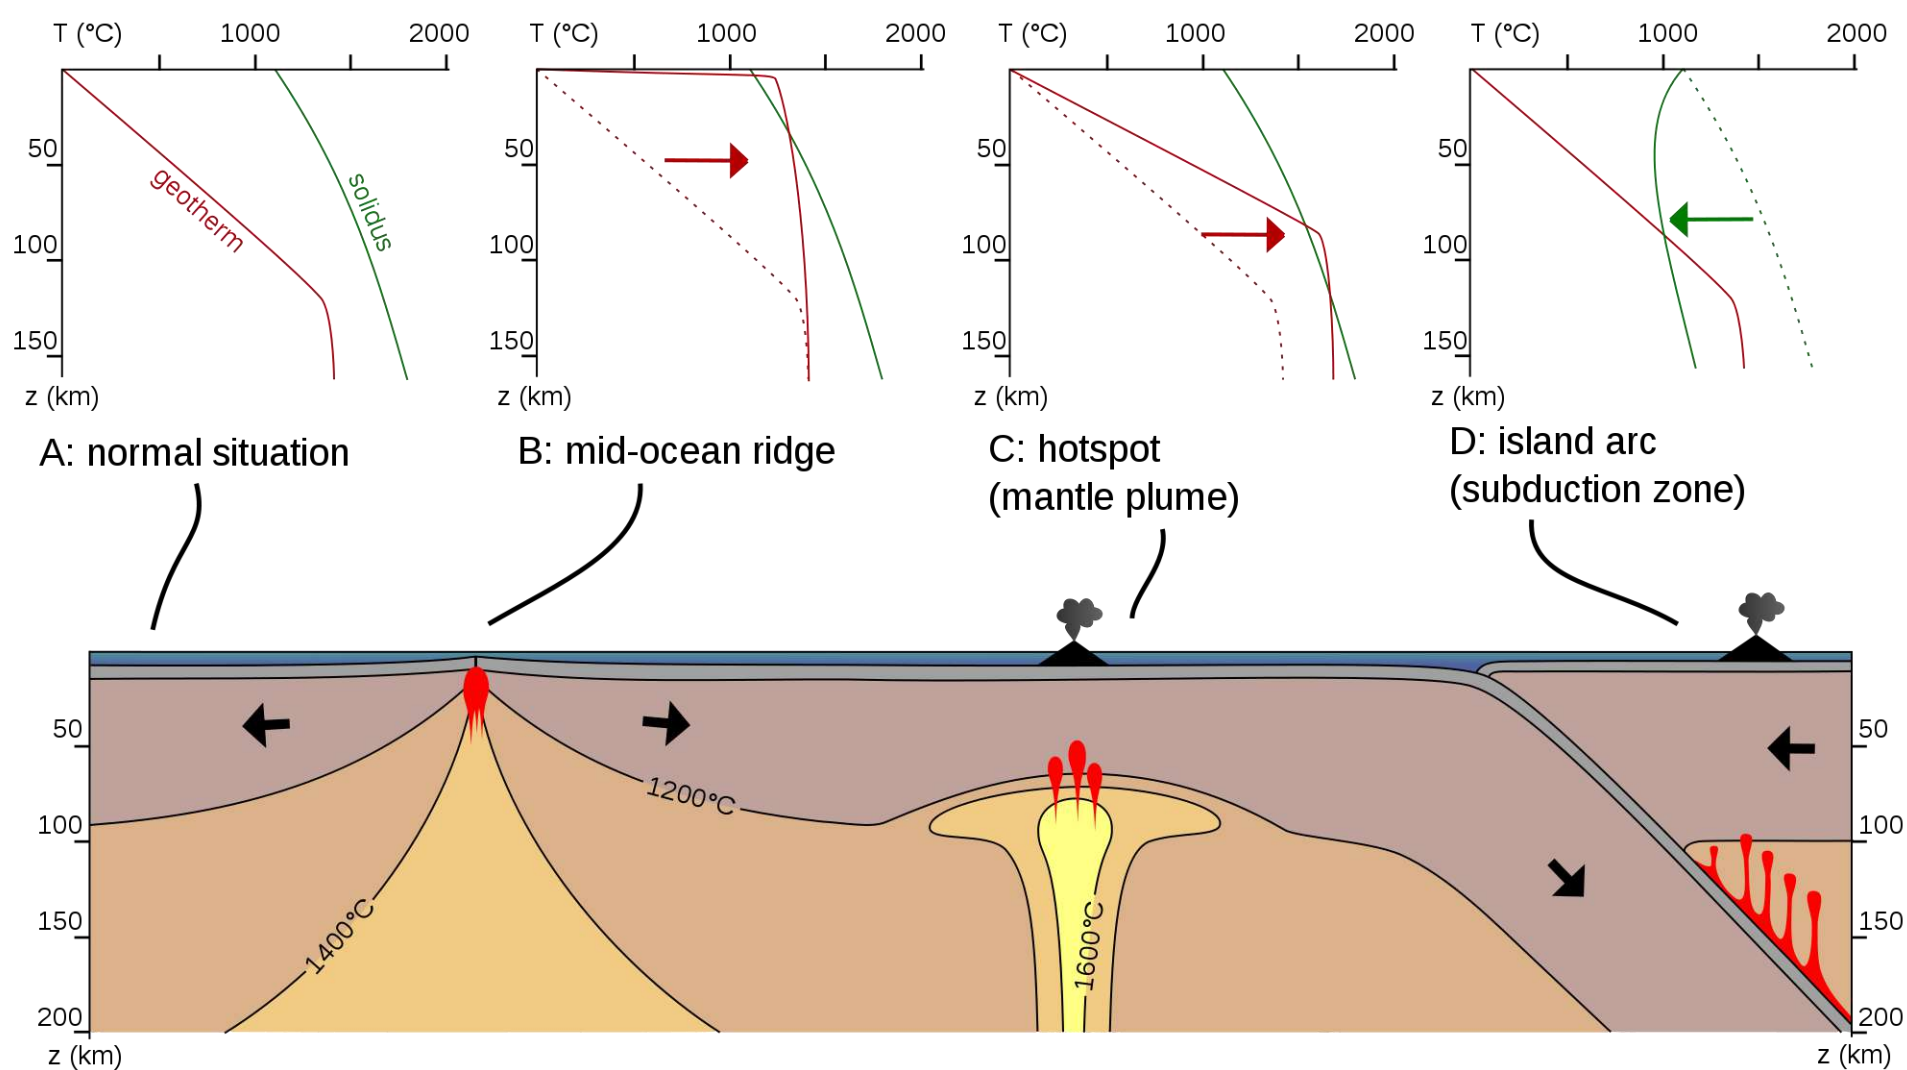 T (°C) 1000 2000
50
100
150
z (km)
geotherm
solidus
T (°C) 1000 2000
50
100
150
z (km)
T (°C) 1000 2000
50
100
150
z (km)
T (°C) 1000 2000
50
100
150
z (km)
A: normal situation
B: mid-ocean ridge
C: hotspot
(mantle plume)
D: island arc
(subduction zone)
50
100
150
200
z (km)
1200°C
1400°C
1600°C
50
100
150
200
z (km)